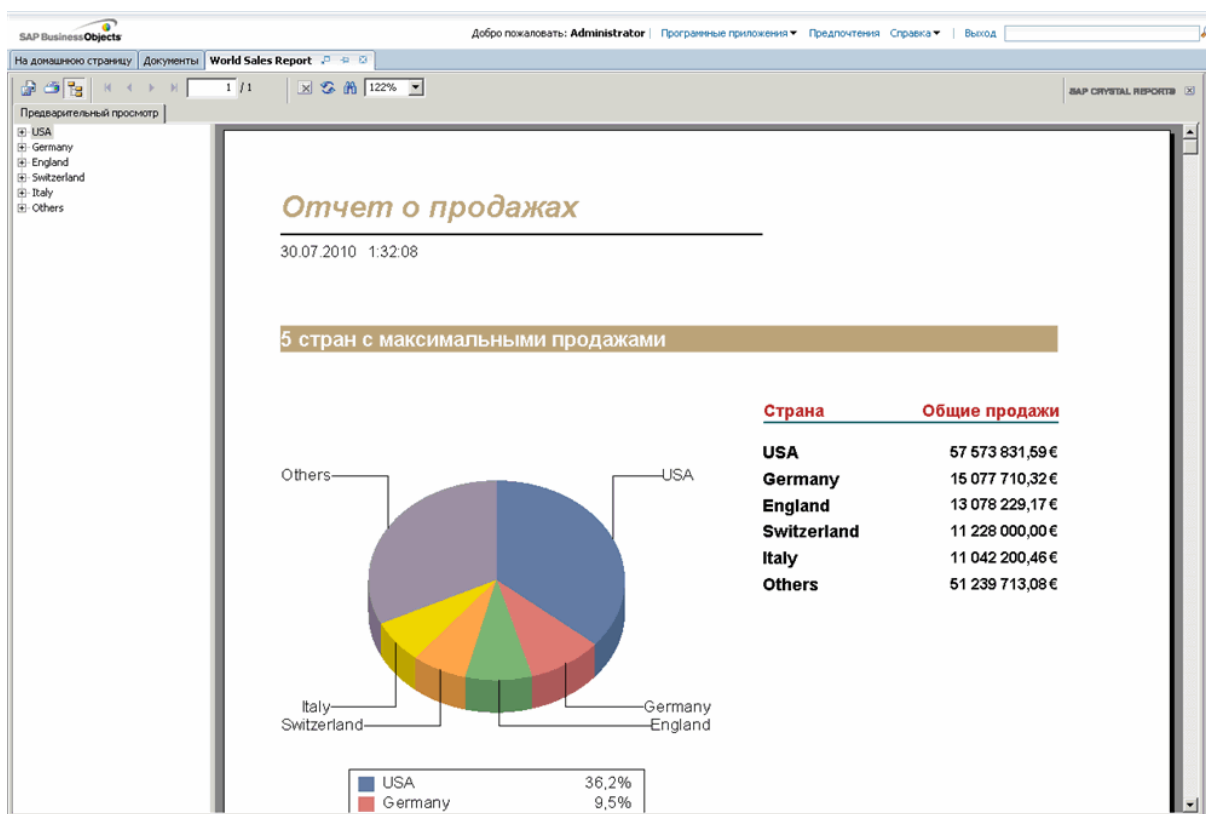 SAP BusinessObjects
Добро пожаловать: Administrator | Программные приложения Предпочтения Справка | Выход
На домашнюю страницу Документы World Sales Report
1 / 1 122%
SAP CRYSTAL REPORTS
Предварительный просмотр
USA
Germany
England
Switzerland
Italy
Others
Отчет о продажах
30.07.2010 1:32:08
5 стран с максимальными продажами
Страна Общие продажи
USA 57 573 831,59 €
Germany 15 077 710,32 €
England 13 078 229,17 €
Switzerland 11 228 000,00 €
Italy 11 042 200,46 €
Others 51 239 713,08 €
Others USA
Italy Germany
Switzerland England
USA 36,2%
Germany 9,5%